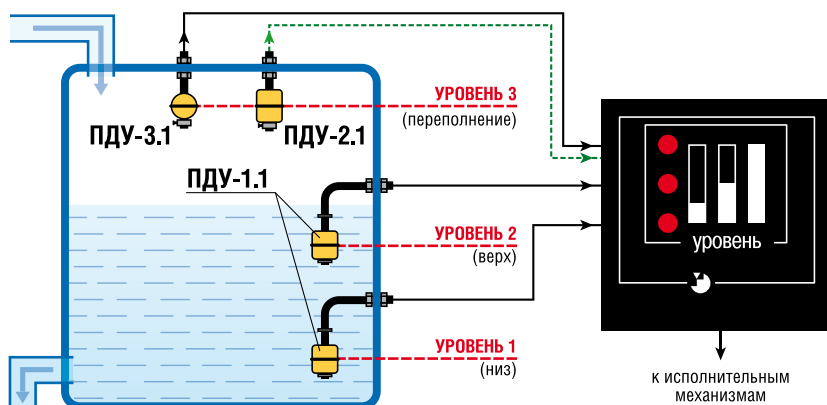 УРОВЕНЬ 3
(переполнение)
ПДУ-3.1
ПДУ-2.1
ПДУ-1.1
УРОВЕНЬ 2
(верх)
уровень
УРОВЕНЬ 1
(низ)
к исполнительным
механизмам